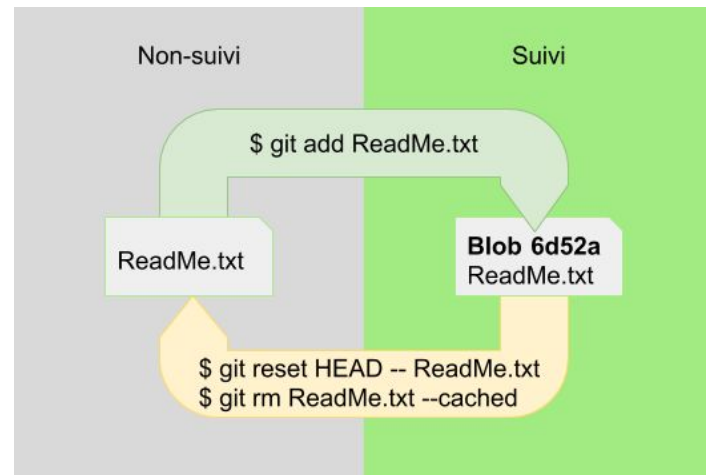 Non-suivi
Suivi
$ git add ReadMe.txt
ReadMe.txt
Blob 6d52a
ReadMe.txt
$ git reset HEAD -- ReadMe.txt
$ git rm ReadMe.txt --cached